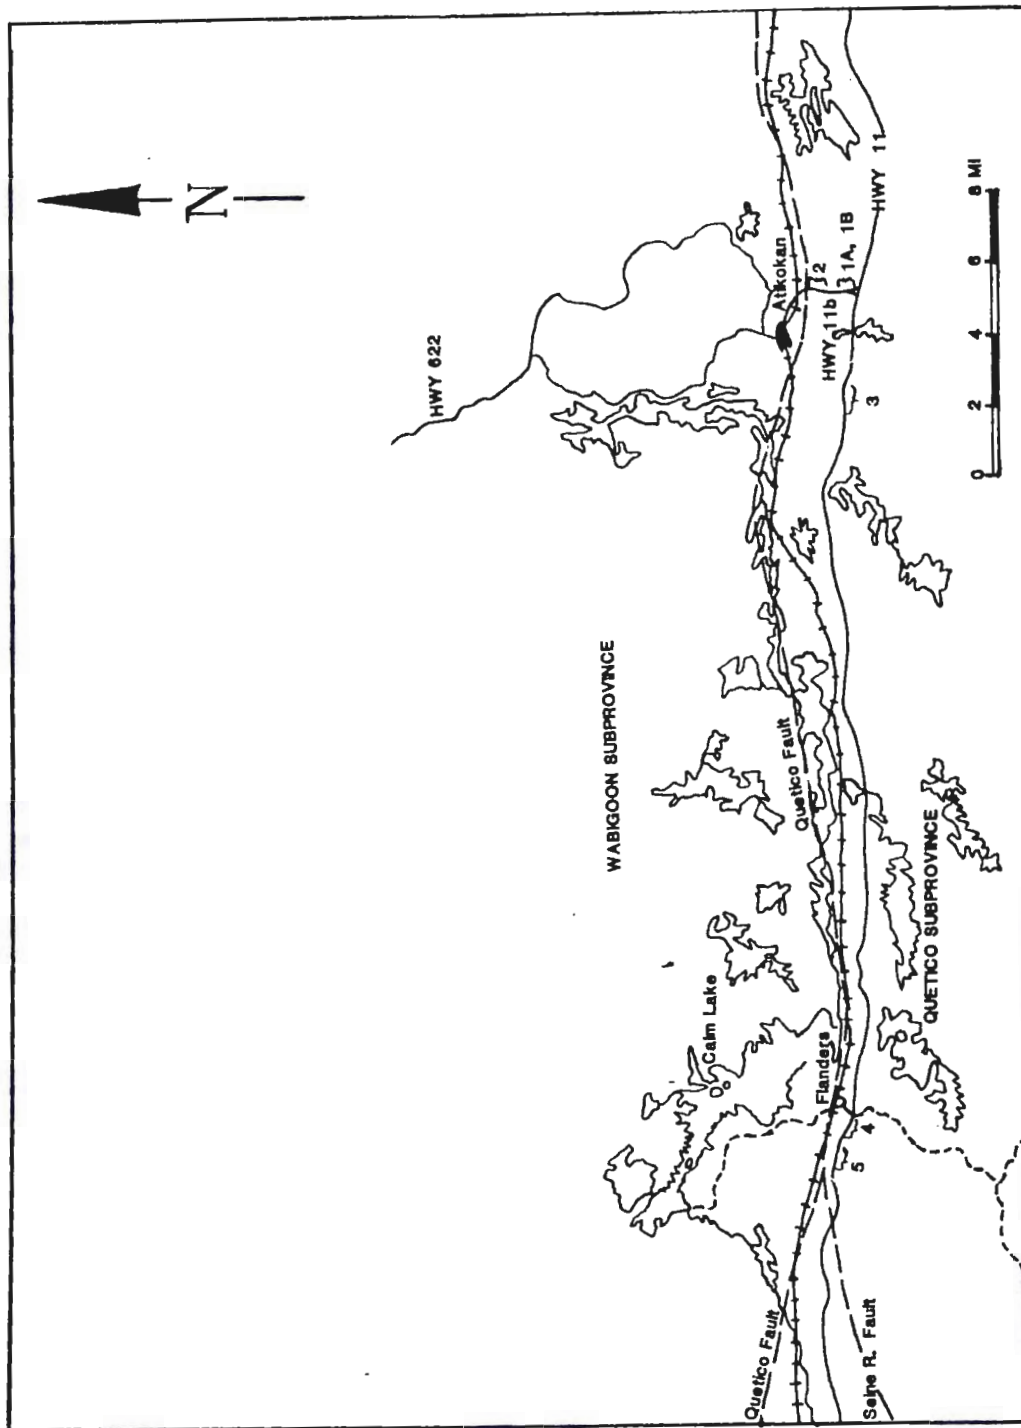 N
HWY 622
WABIGOON SUBPROVINCE
Calm Lake
Atikokan
Quetico Fault
Flanders
Quetico Fault
2
1A, 1B
HWY 11b
HWY 11
3
4
5
Seine R. Fault
QUETICO SUBPROVINCE
0 2 4 6 8 MI